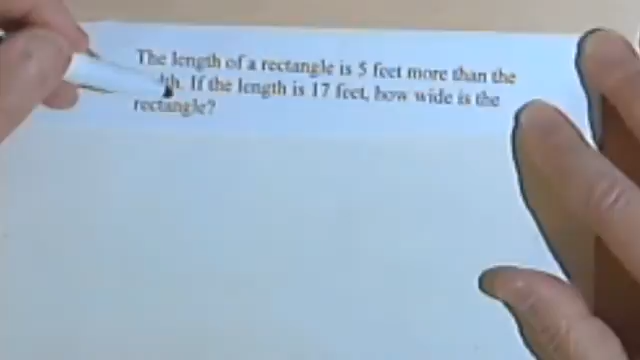 The length of a rectangle is 5 feet more than the
If the length is 17 feet, how wide is the
rectangle?